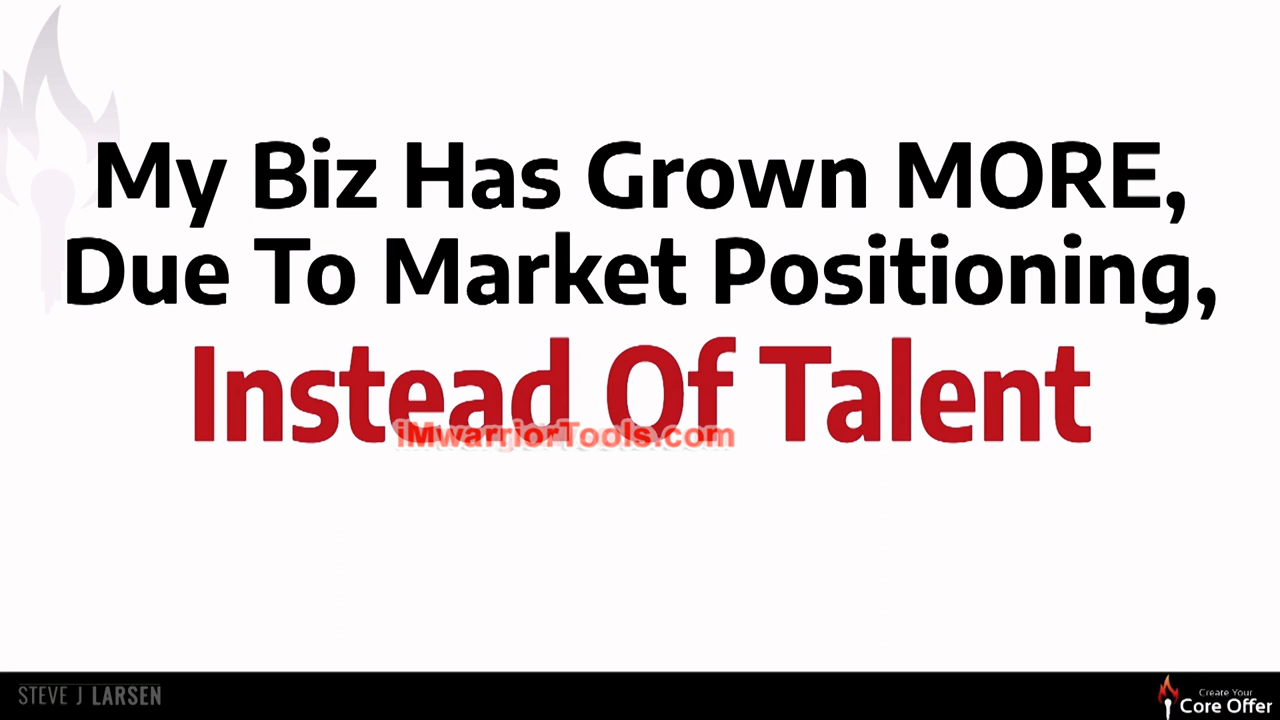 My Biz Has Grown MORE,
Due To Market Positioning,
Instead Of Talent
iMwarriorTools.com
STEVE J LARSEN
Create Your
Core Offer